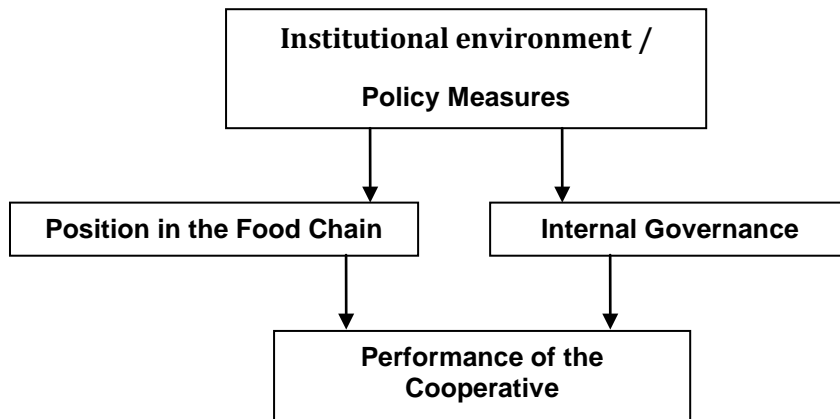 Institutional environment /
Policy Measures
Position in the Food Chain
Internal Governance
Performance of the
Cooperative